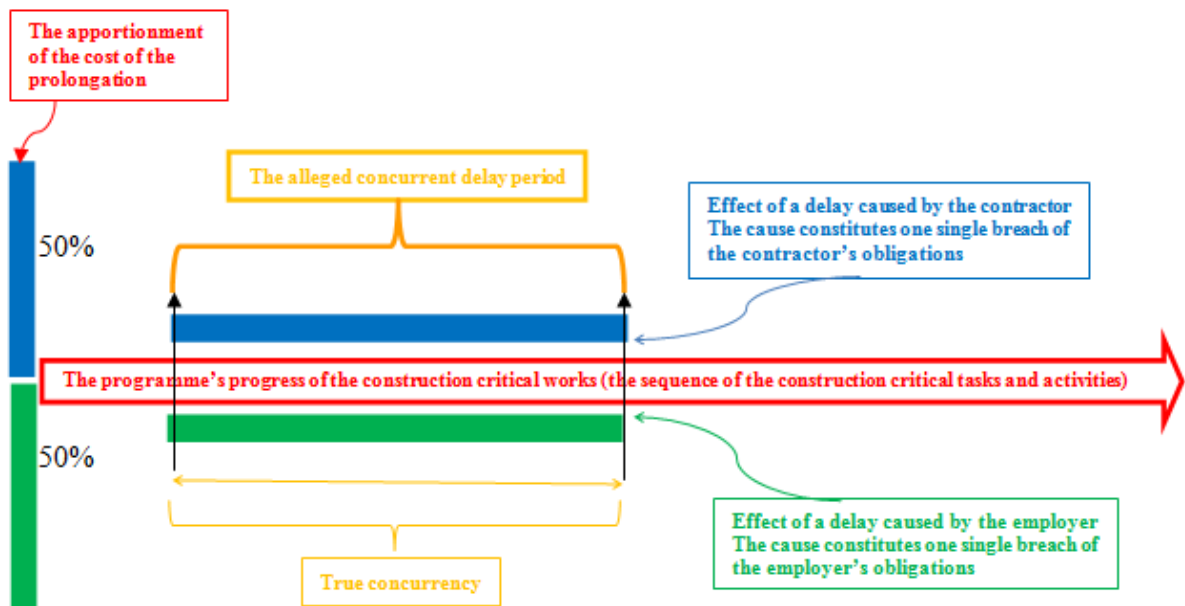 The apportionment
of the cost of the
prolongation
The alleged concurrent delay period
Effect of a delay caused by the contractor
The cause constitutes one single breach of
the contractor's obligations
50%
The programme's progress of the construction critical works (the sequence of the construction critical tasks and activities)
50%
Effect of a delay caused by the employer
The cause constitutes one single breach of
the employer's obligations
True concurrency